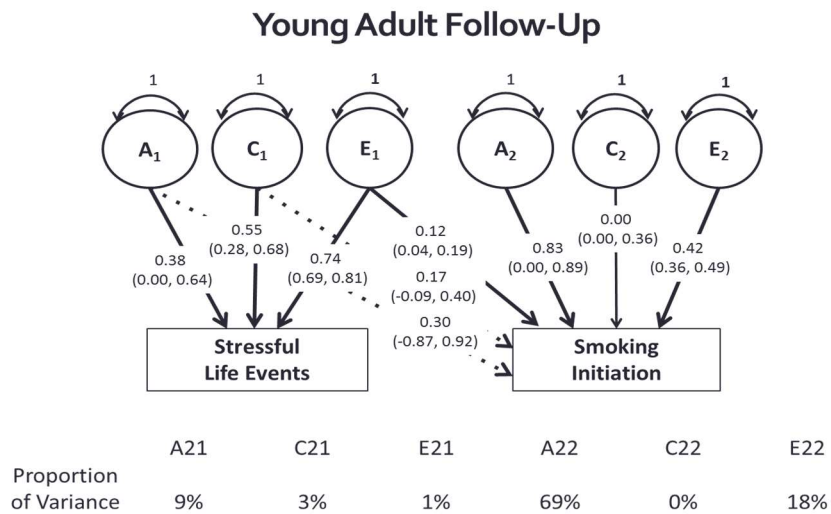 Young Adult Follow-Up
1 1 1 1 1 1
A₁ C₁ E₁ A₂ C₂ E₂
0.38
(0.00, 0.64)
0.55
(0.28, 0.68)
0.74
(0.69, 0.81)
0.12
(0.04, 0.19)
0.17
(-0.09, 0.40)
0.30
(-0.87, 0.92)
0.83
(0.00, 0.89)
0.00
(0.00, 0.36)
0.42
(0.36, 0.49)
Stressful
Life Events
Smoking
Initiation
A21 C21 E21 A22 C22 E22
Proportion
of Variance 9% 3% 1% 69% 0% 18%